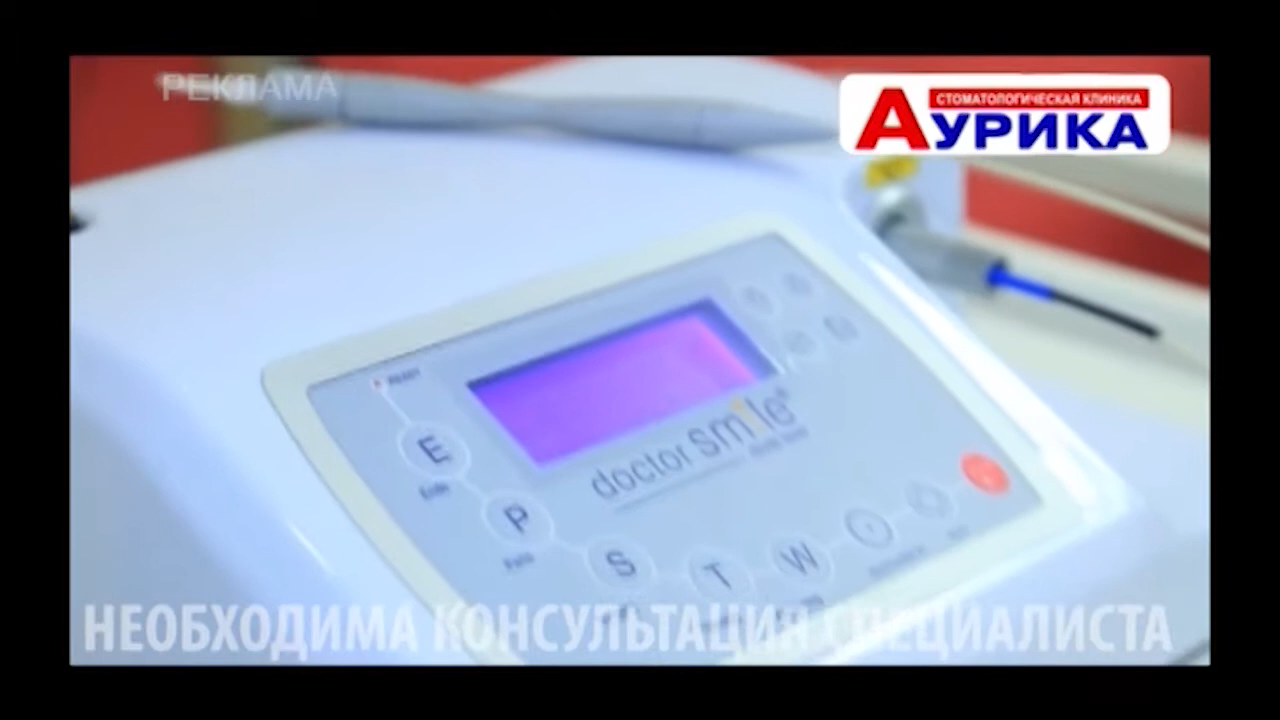 РЕКЛАМА
СТОМАТОЛОГИЧЕСКАЯ КЛИНИКА
АУРИКА
doctor smile
E
P
S
T
W
НЕОБХОДИМА КОНСУЛЬТАЦИЯ СПЕЦИАЛИСТА